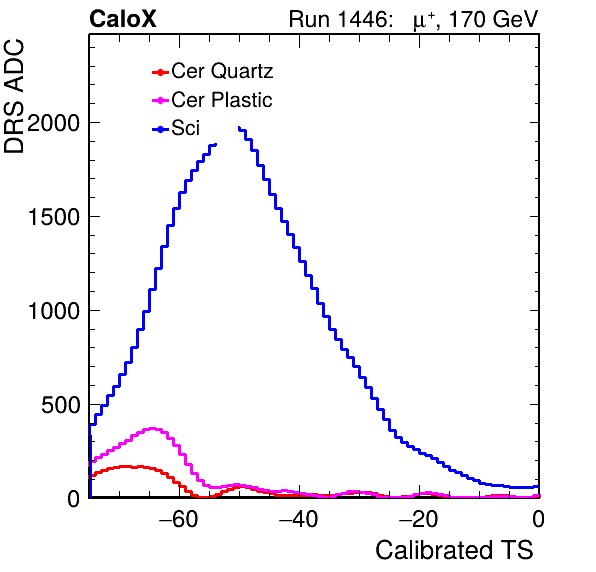 CaloX Run 1446: μ⁺, 170 GeV
DRS ADC
Cer Quartz
Cer Plastic
Sci
2000
1500
1000
500
0
−60 −40 −20 0
Calibrated TS